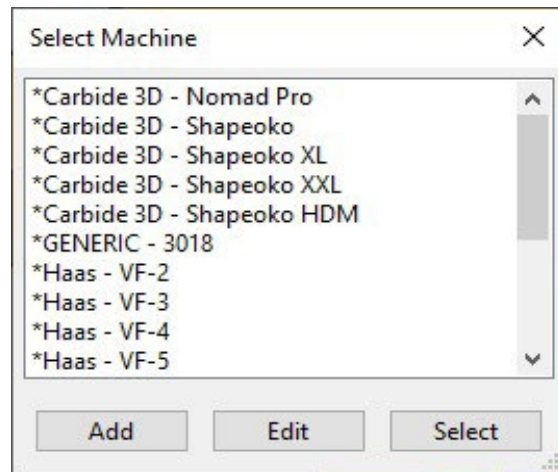 Select Machine
*Carbide 3D - Nomad Pro
*Carbide 3D - Shapeoko
*Carbide 3D - Shapeoko XL
*Carbide 3D - Shapeoko XXL
*Carbide 3D - Shapeoko HDM
*GENERIC - 3018
*Haas - VF-2
*Haas - VF-3
*Haas - VF-4
*Haas - VF-5
Add Edit Select